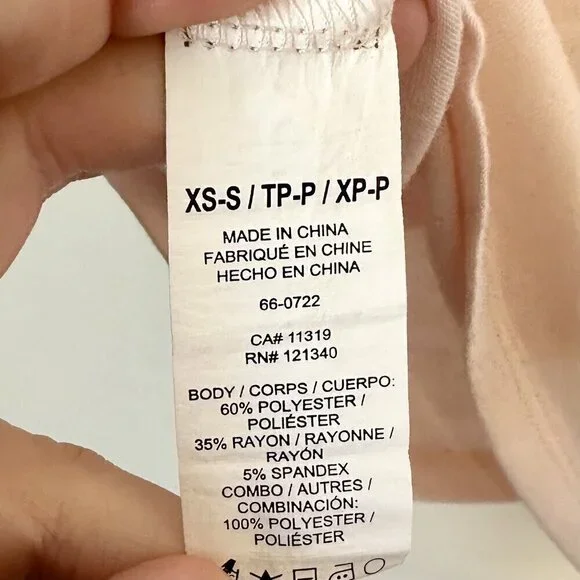 XS-S / TP-P / XP-P
MADE IN CHINA
FABRIQUÉ EN CHINE
HECHO EN CHINA
66-0722
CA# 11319
RN# 121340
BODY / CORPS / CUERPO:
60% POLYESTER /
POLIÉSTER
35% RAYON / RAYONNE /
RAYÓN
5% SPANDEX
COMBO / AUTRES /
COMBINACIÓN:
100% POLYESTER /
POLIÉSTER